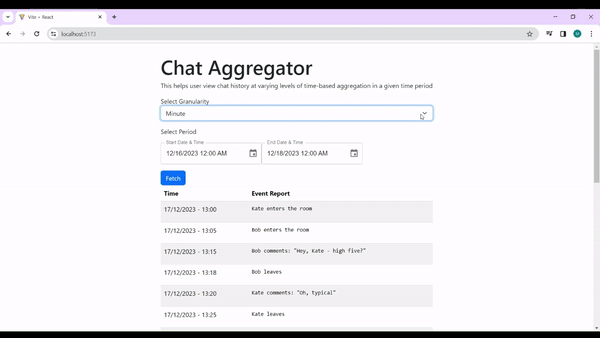 Vite + React
localhost:5173
Chat Aggregator
This helps user view chat history at varying levels of time-based aggregation in a given time period
Select Granularity
Minute
Select Period
Start Date & Time
End Date & Time
12/16/2023 12:00 AM
12/18/2023 12:00 AM
Fetch
Time Event Report
17/12/2023 - 13:00 Kate enters the room
17/12/2023 - 13:05 Bob enters the room
17/12/2023 - 13:15 Bob comments: "Hey, Kate - high five?"
17/12/2023 - 13:18 Bob leaves
17/12/2023 - 13:20 Kate comments: "Oh, typical"
17/12/2023 - 13:25 Kate leaves